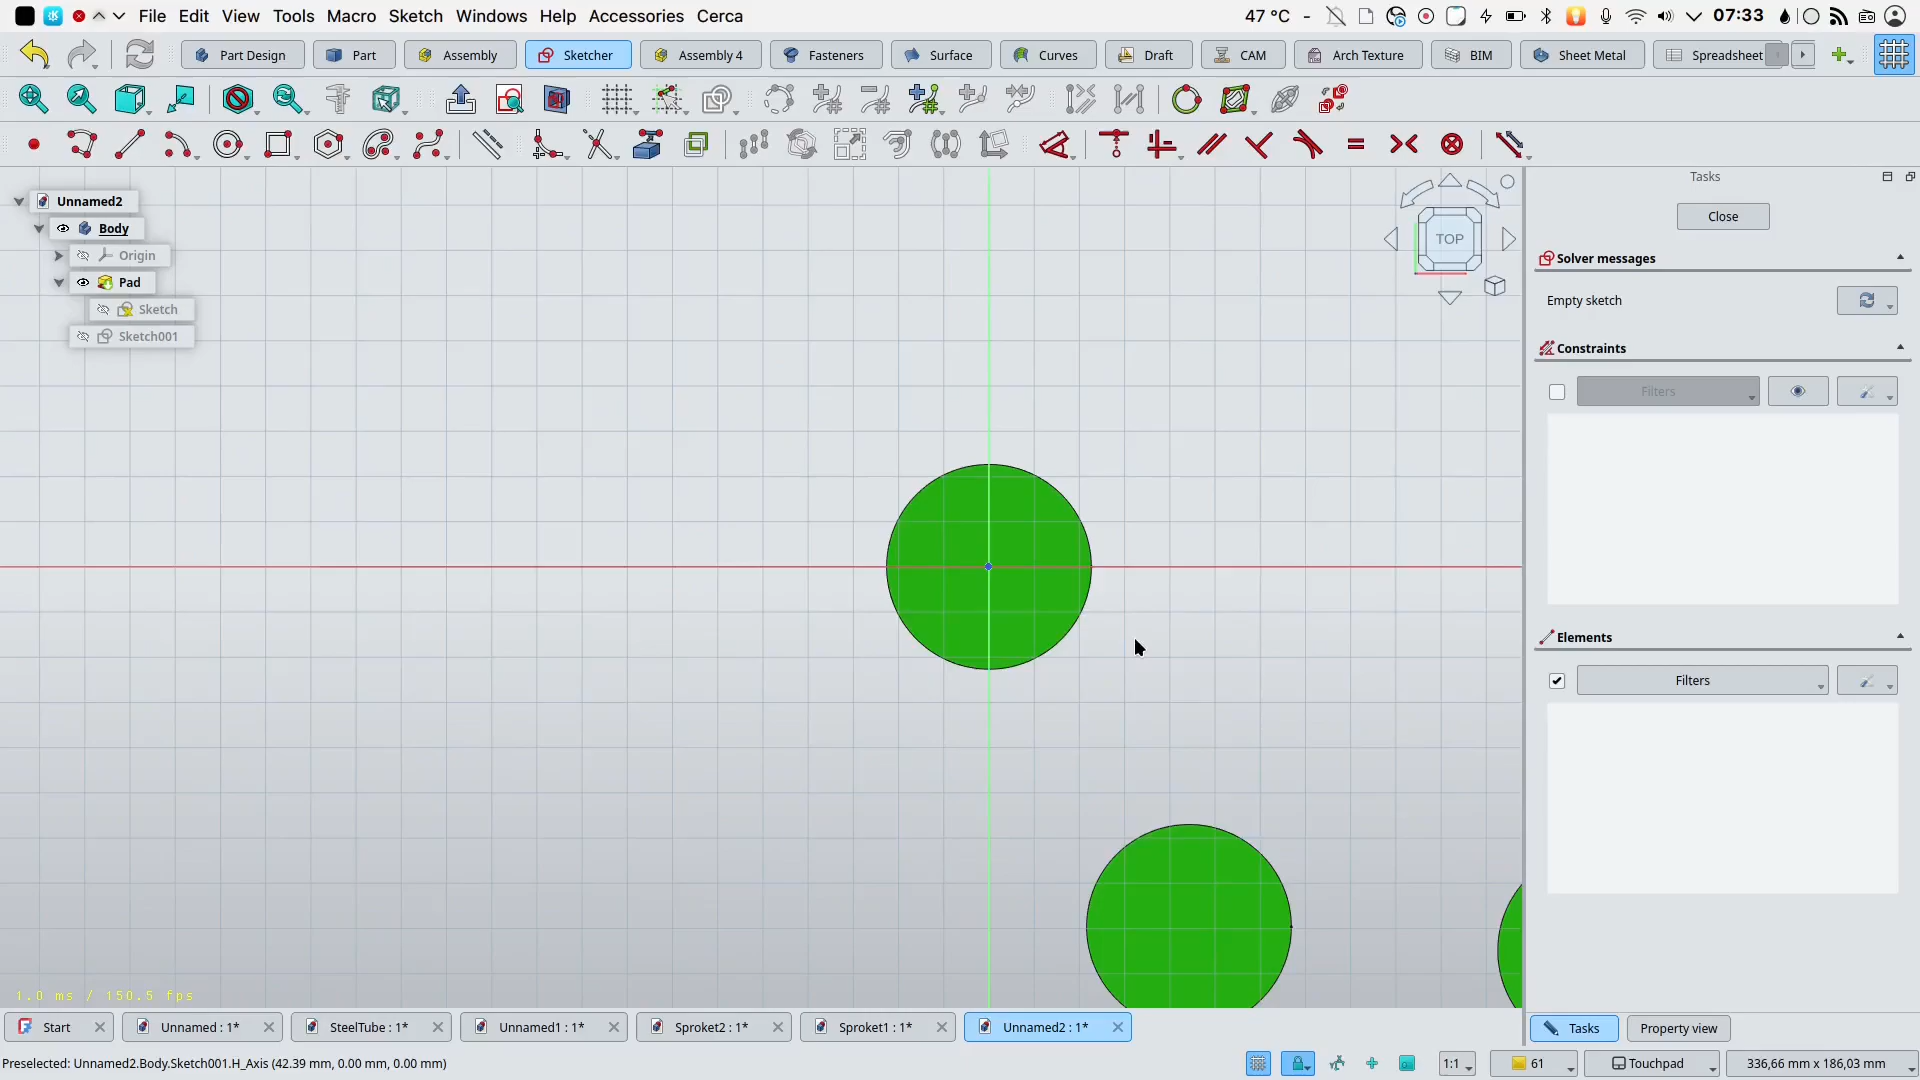 File Edit View Tools Macro Sketch Windows Help Accessories Cerca 47 °C - 07:33
Part Design Part Assembly Sketcher Assembly 4 Fasteners Surface Curves Draft CAM Arch Texture BIM Sheet Metal Spreadsheet
Tasks
Unnamed2
Body
Origin
Pad
Sketch
Sketch001
TOP
Close
Solver messages
Empty sketch
Constraints
Filters
Elements
Filters
1.0 ms / 150.5 fps
Start Unnamed : 1* SteelTube : 1* Unnamed1 : 1* Sproket2 : 1* Sproket1 : 1* Unnamed2 : 1* Tasks Property view
Preselected: Unnamed2.Body.Sketch001.H_Axis (42.39 mm, 0.00 mm, 0.00 mm) 1:1 61 Touchpad 336,66 mm x 186,03 mm